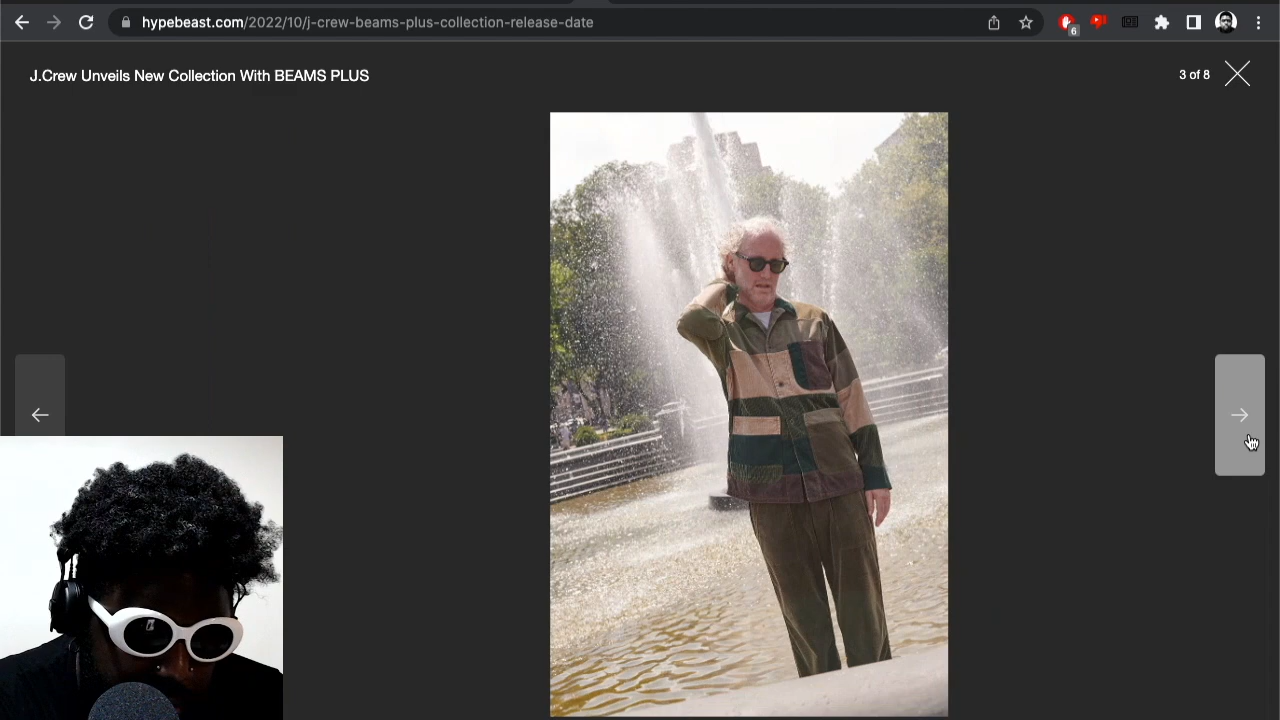 hypebeast.com/2022/10/j-crew-beams-plus-collection-release-date
6
J.Crew Unveils New Collection With BEAMS PLUS
3 of 8